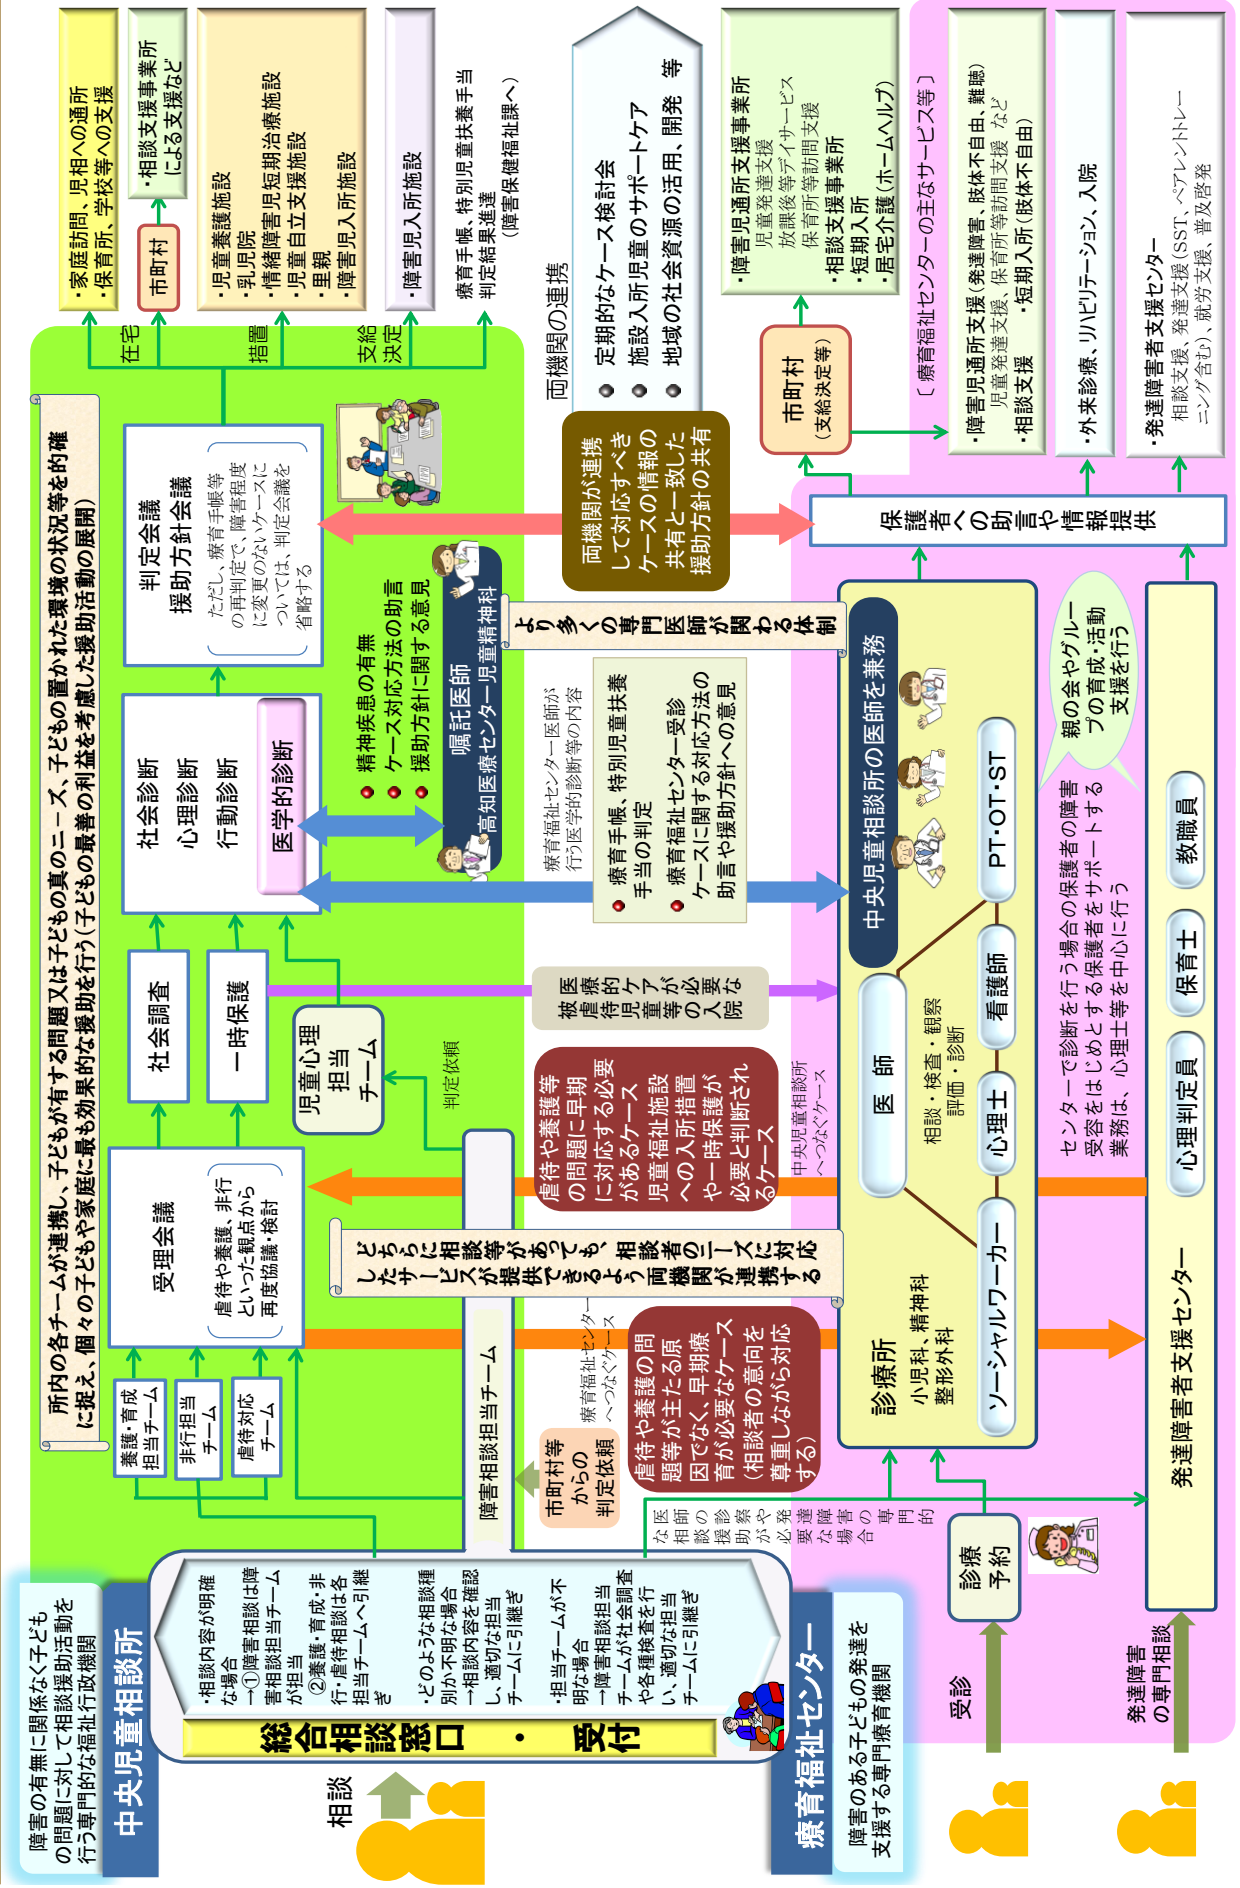 障害の有無に関係なく子ども
の問題に対して相談援助活動を
行う専門的な福祉行政機関
中央児童相談所
所内の各チームが連携し、子どもが有する問題又は子どもの真のニーズ、子どもの置かれた環境の状況等を的確
に捉え、個々の子どもや家庭に最も効果的な援助を行う(子どもの最善の利益を考慮した援助活動の展開)
相談
総合相談窓口 ・ 受付
・相談内容が明確
な場合
→①障害相談は障
害相談担当チーム
が担当
②養護・育成・非
行・虐待相談は各
担当チームへ引継
ぎ
・どのような相談種
別か不明な場合
→相談内容を確認
し、適切な担当
チームに引継ぎ
・担当チームが不
明な場合
→障害相談担当
チームが社会調査
や各種検査を行
い、適切な担当
チームに引継ぎ
養護・育成
担当チーム
非行担当
チーム
虐待対応
チーム
障害相談担当チーム
市町村等
からの
判定依頼
受理会議
虐待や養護、非行
といった観点から
再度協議・検討
社会調査
一時保護
児童心理
担当
チーム
判定依頼
社会診断
心理診断
行動診断
医学的診断
判定会議
援助方針会議
ただし、療育手帳等
の再判定で、障害程度
に変更のないケースに
ついては、判定会議を
省略する
精神疾患の有無
ケース対応方法の助言
援助方針に関する意見
嘱託医師
高知医療センター児童精神科
在宅
措置
支給
決定
・家庭訪問、児相への通所
・保育所、学校等への支援
市町村
・相談支援事業所
による支援など
・児童養護施設
・乳児院
・情緒障害児短期治療施設
・児童自立支援施設
・里親
・障害児入所施設
・障害児入所施設
療育手帳、特別児童扶養手当
判定結果進達
(障害保健福祉課へ)
どちらに相談等があっても、相談者のニーズに対応
したサービスが提供できるよう両機関が連携する
療育福祉センター
へつなぐケース
虐待や養護の問
題等が主たる原
因でなく、早期療
育が必要なケース
(相談者の意向を
尊重しながら対応
する)
虐待や養護等
の問題に早期
に対応する必要
があるケース
児童福祉施設
への入所措置
や一時保護が
必要と判断され
るケース
中央児童相談所
へつなぐケース
医療的ケアが必要な
被虐待児童等の入
院
療育福祉センター医師が
行う医学的診断等の内容
療育手帳、特別児童扶養
手当の判定
療育福祉センター受診
ケースに関する対応方法の
助言や援助方針への意見
より多くの専門医師が関わる体制
両機関が連携
して対応すべき
ケースの情報の
共有と一致した
援助方針の共有
両機関の連携
定期的なケース検討会
施設入所児童のサポートケア
地域の社会資源の活用、開発 等
療育福祉センター
障害のある子どもの発達を
支援する専門療育機関
医師の診察や発達障害の専門的
な相談援助が必要な場合
受診
診療
予約
発達障害
の専門相談
診療所
小児科、精神科
整形外科
医 師
中央児童相談所の医師を兼務
相談・検査・観察
評価・診断
ソーシャルワーカー
心理士
看護師
PT・OT・ST
センターで診断を行う場合の保護者の障害
受容をはじめとする保護者をサポートする
業務は、心理士等を中心に行う
親の会やグルー
プの育成・活動
支援を行う
発達障害者支援センター
心理判定員
保育士
教職員
保護者への助言や情報提供
市町村
(支給決定等)
・障害児通所支援事業所
児童発達支援
放課後等デイサービス
保育所等訪問支援
・相談支援事業所
・短期入所
・居宅介護(ホームヘルプ)
〔 療育福祉センターの主なサービス等 〕
・障害児通所支援(発達障害、肢体不自由、難聴)
児童発達支援、保育所等訪問支援 など
・相談支援 ・短期入所(肢体不自由)
・外来診療、リハビリテーション、入院
・発達障害者支援センター
相談支援、発達支援(SST、ペアレントトレー
ニング含む)、就労支援、普及啓発